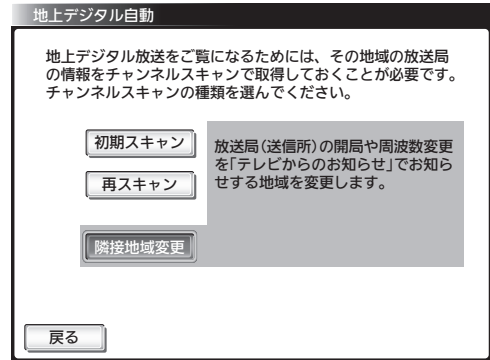 地上デジタル自動
地上デジタル放送をご覧になるためには、その地域の放送局
の情報をチャンネルスキャンで取得しておくことが必要です。
チャンネルスキャンの種類を選んでください。
初期スキャン
再スキャン
隣接地域変更
放送局(送信所)の開局や周波数変更
を｢テレビからのお知らせ｣でお知ら
せする地域を変更します。
戻る